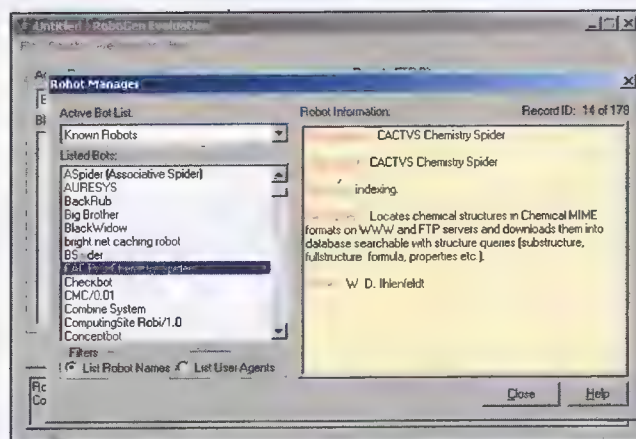 Untitled - RoboGen Evaluation
Robot Manager
Active Bot List:
Known Robots
Listed Bots:
ASpider (Associative Spider)
AURESYS
BackRub
Big Brother
BlackWidow
bright net caching robot
Checkbot
CMC/0.01
Combine System
ComputingSite Robi/1.0
Conceptbot
Filters
List Robot Names
List User Agents
Robot Information:
Record ID: 14 of 178
CACTVS Chemistry Spider
CACTVS Chemistry Spider
indexing.
Locates chemical structures in Chemical MIME
formats on WWW and FTP servers and downloads them into
database searchable with structure queries (substructure,
fullstructure formula, properties etc.)
W. D. Ihlenfeldt
Close
Help